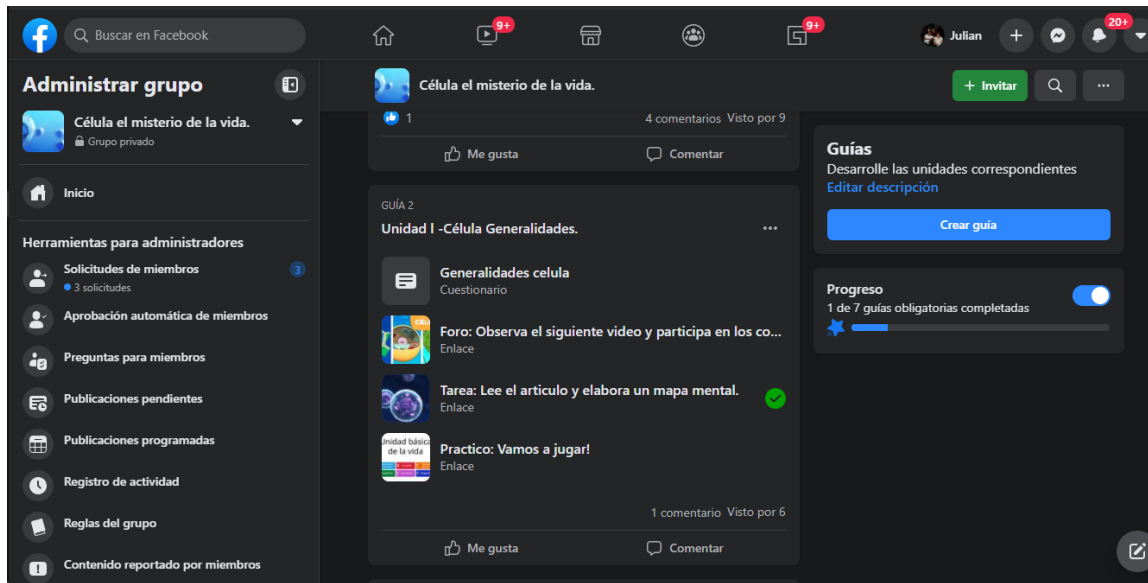 Buscar en Facebook
9+
9+
Julian
20+
Administrar grupo
Célula el misterio de la vida.
Grupo privado
Inicio
Herramientas para administradores
Solicitudes de miembros
3
3 solicitudes
Aprobación automática de miembros
Preguntas para miembros
Publicaciones pendientes
Publicaciones programadas
Registro de actividad
Reglas del grupo
Contenido reportado por miembros
Célula el misterio de la vida.
+ Invitar
1
4 comentarios Visto por 9
Me gusta
Comentar
GUÍA 2
Unidad l -Célula Generalidades.
Generalidades celula
Cuestionario
Foro: Observa el siguiente video y participa en los co...
Enlace
Tarea: Lee el articulo y elabora un mapa mental.
Enlace
Unidad básica
de la vida
Practico: Vamos a jugar!
Enlace
1 comentario Visto por 6
Me gusta
Comentar
Guías
Desarrolle las unidades correspondientes
Editar descripción
Crear guía
Progreso
1 de 7 guías obligatorias completadas